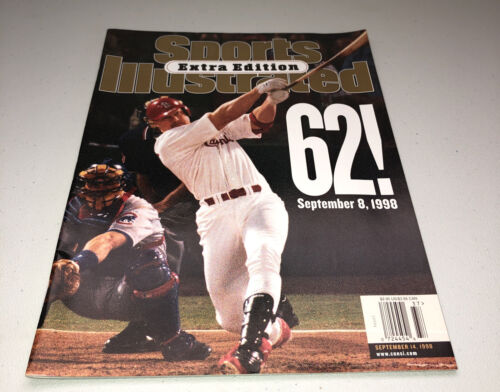 Sports
Extra Edition
Illustrated
62!
September 8, 1998
SEPTEMBER 14, 1998
www.cnnsi.com